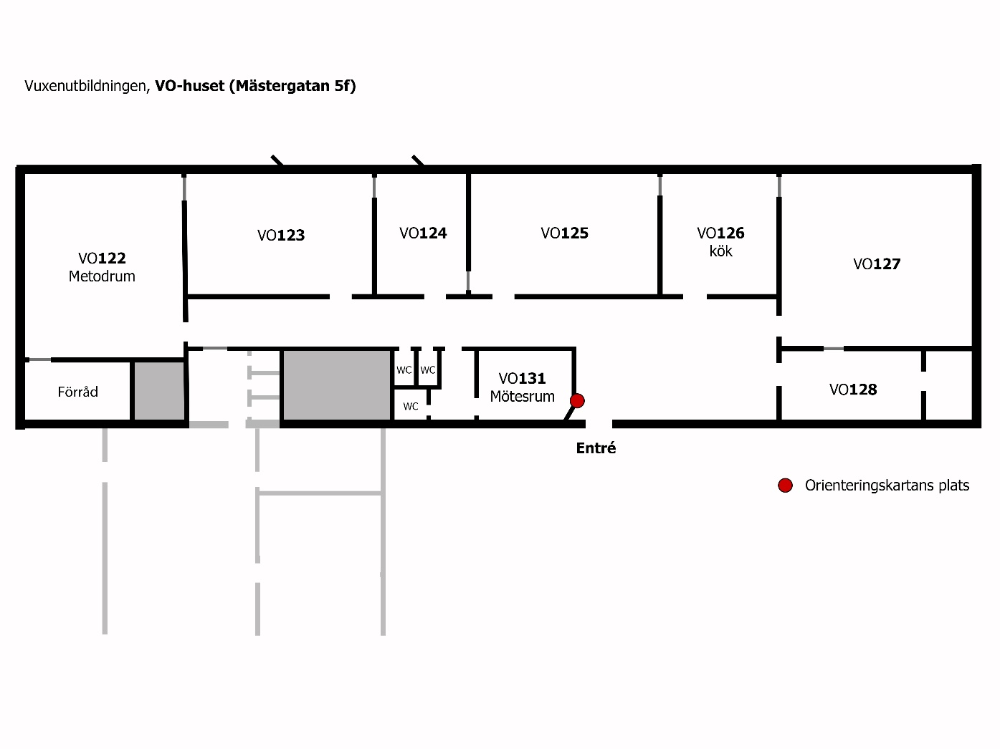 Vuxenutbildningen, VO-huset (Mästergatan 5f)
VO123
VO124
VO125
VO126
kök
VO122
Metodrum
VO127
Förråd
WC
WC
WC
VO131
Mötesrum
VO128
Entré
Orienteringskartans plats